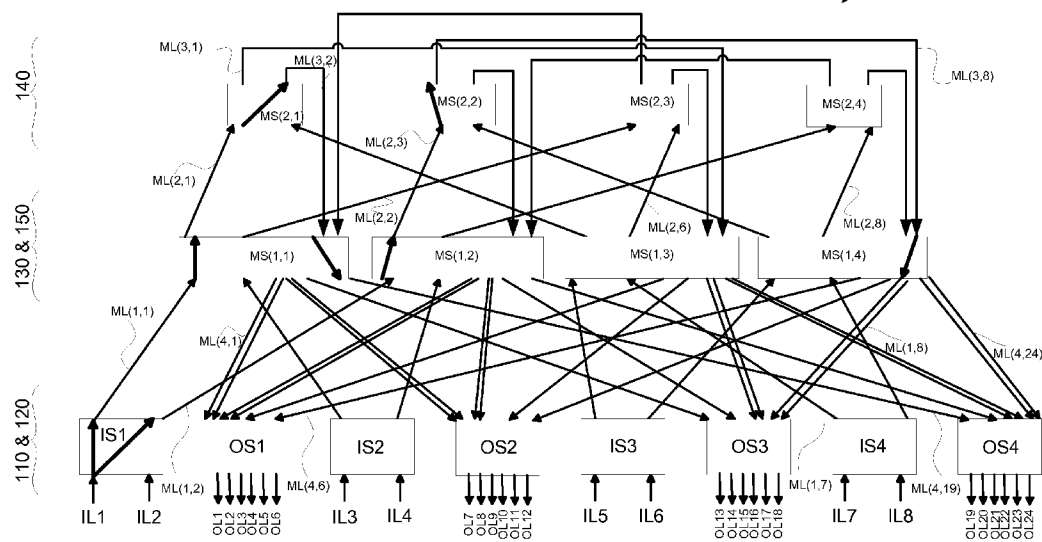 ML(3,1)
ML(3,2)
ML(3,8)
140
MS(2,1)
MS(2,2)
MS(2,3)
MS(2,4)
ML(2,3)
ML(2,1)
ML(2,2)
ML(2,6)
ML(2,8)
130 & 150
MS(1,1)
MS(1,2)
MS(1,3)
MS(1,4)
ML(1,1)
ML(4,1)
ML(1,8)
ML(4,24)
110 & 120
IS1
OS1
IS2
OS2
IS3
OS3
IS4
OS4
ML(1,2)
ML(4,6)
ML(1,7)
ML(4,19)
IL1
IL2
OL1
OL2
OL3
OL4
OL5
OL6
IL3
IL4
OL7
OL8
OL9
OL10
OL11
OL12
IL5
IL6
OL13
OL14
OL15
OL16
OL17
OL18
IL7
IL8
OL19
OL20
OL21
OL22
OL23
OL24